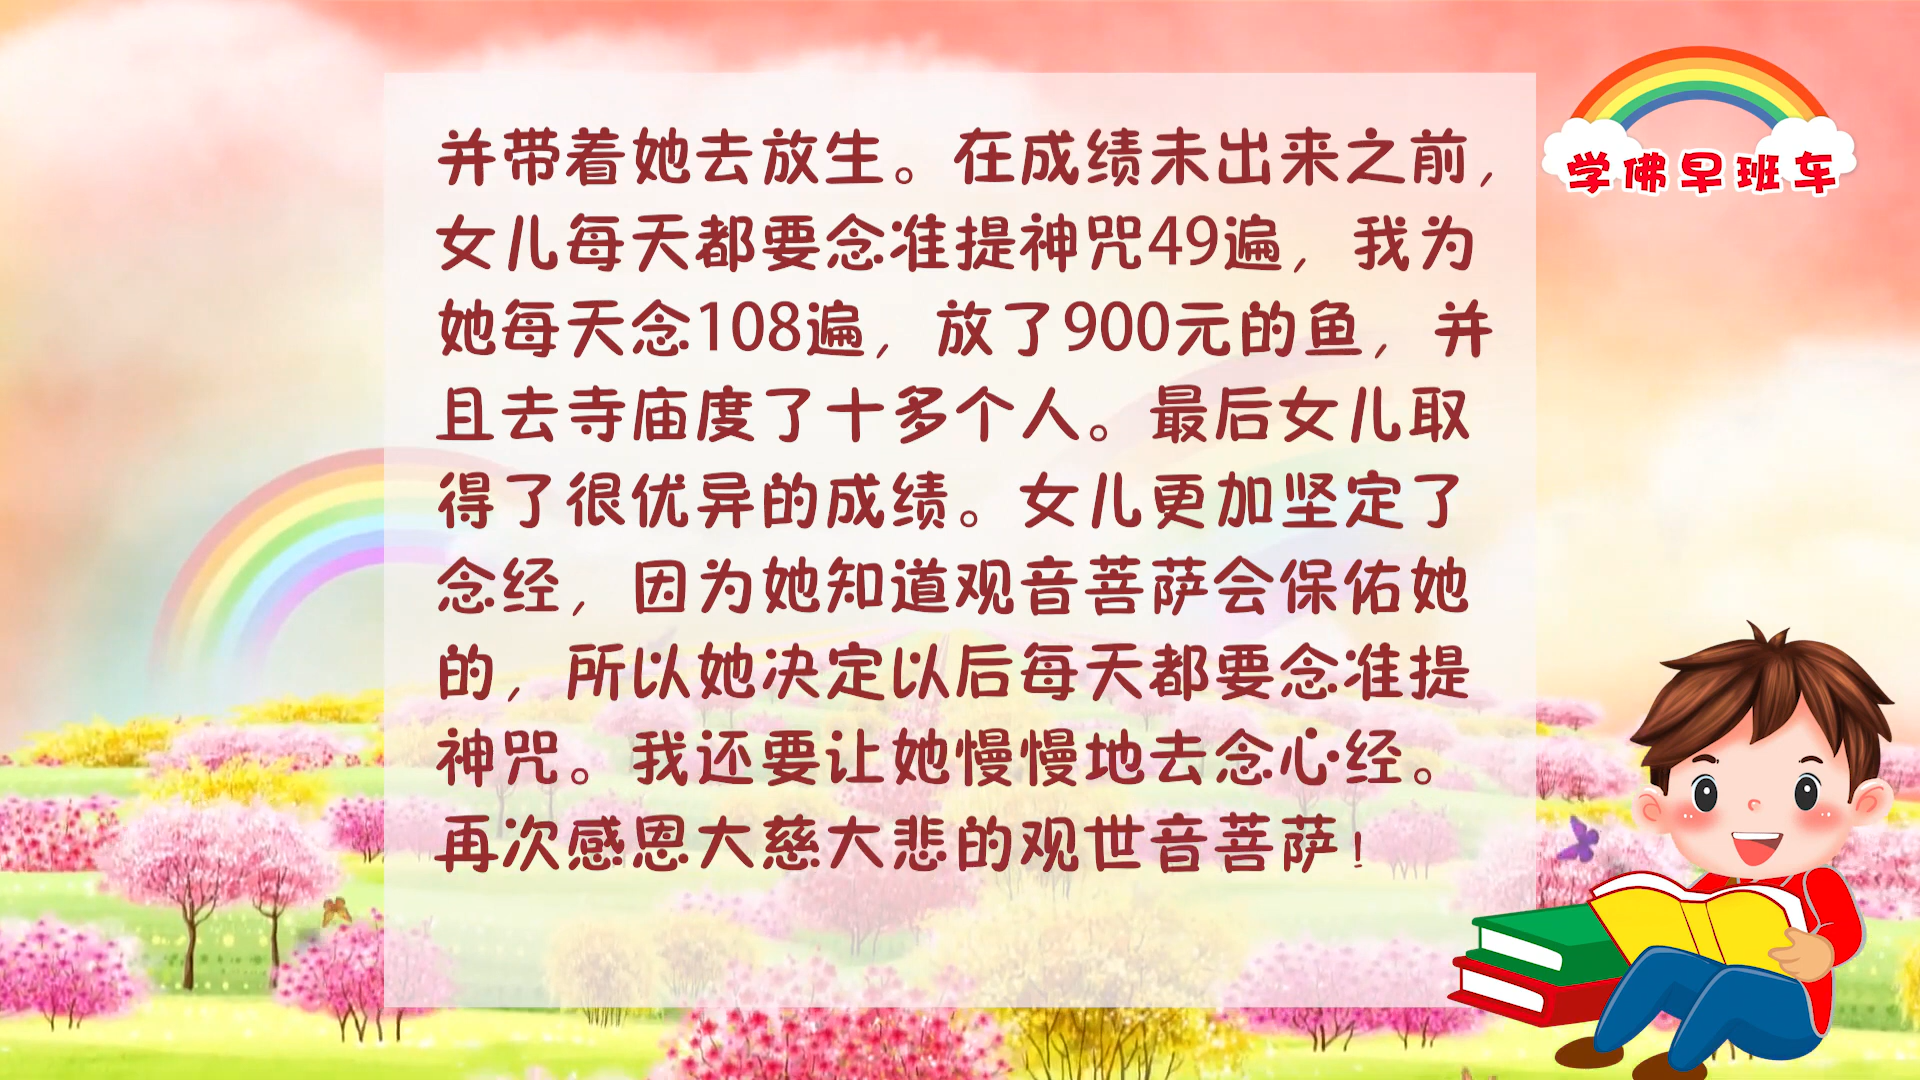 学佛早班车
并带着她去放生。在成绩未出来之前，
女儿每天都要念准提神咒49遍，我为
她每天念108遍，放了900元的鱼，并
且去寺庙度了十多个人。最后女儿取
得了很优异的成绩。女儿更加坚定了
念经，因为她知道观音菩萨会保佑她
的，所以她决定以后每天都要念准提
神咒。我还要让她慢慢地去念心经。
再次感恩大慈大悲的观世音菩萨！